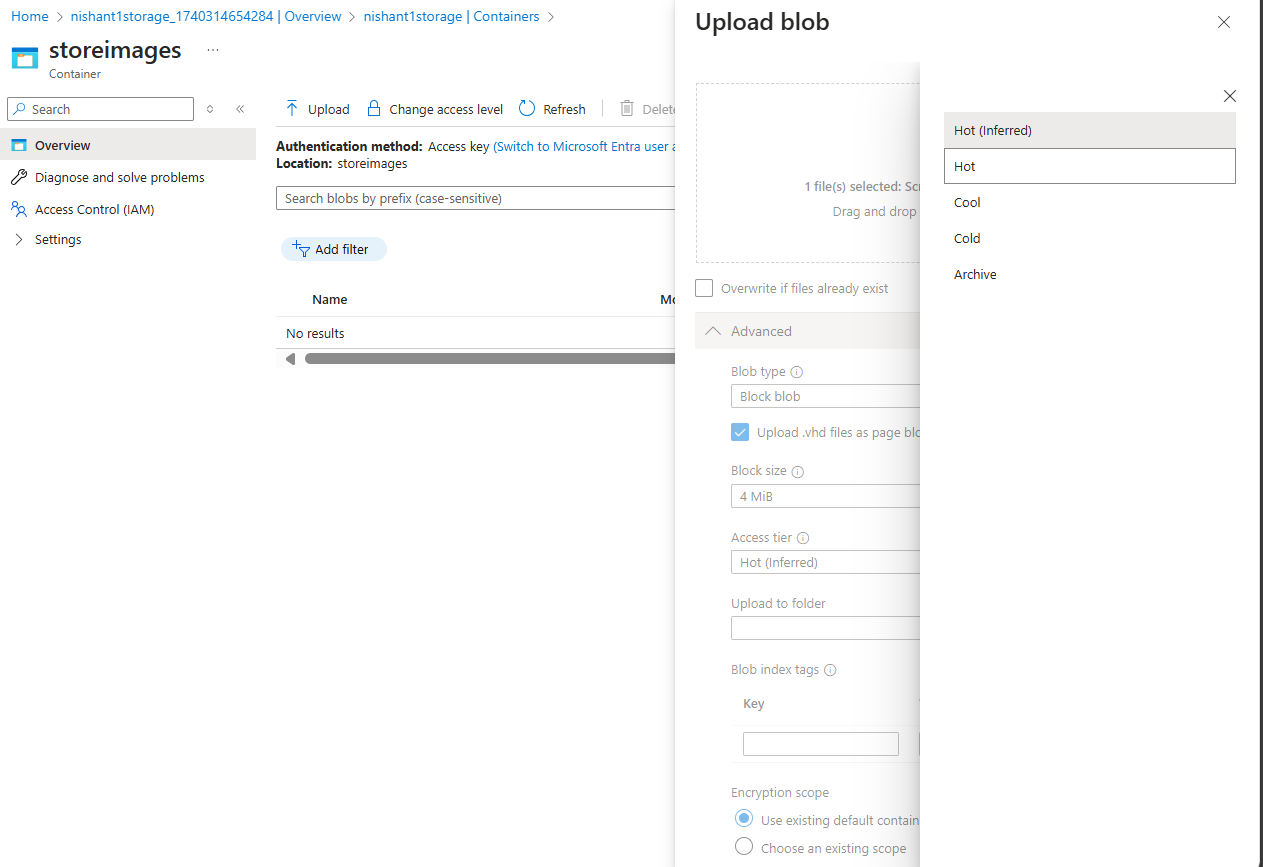 Home > nishant1storage_1740314654284 | Overview > nishant1storage | Containers >
storeimages ...
Container
Search
Overview
Diagnose and solve problems
Access Control (IAM)
Settings
Upload Change access level Refresh Delete
Authentication method: Access key (Switch to Microsoft Entra user
Location: storeimages
Search blobs by prefix (case-sensitive)
Add filter
Name
No results
Upload blob
1 file(s) selected:
Drag and drop
Overwrite if files already exist
Advanced
Blob type
Block blob
Upload .vhd files as page
Block size
4 MiB
Access tier
Hot (Inferred)
Upload to folder
Blob index tags
Key
Encryption scope
Use existing default
Choose an existing scope
Hot (Inferred)
Hot
Cool
Cold
Archive